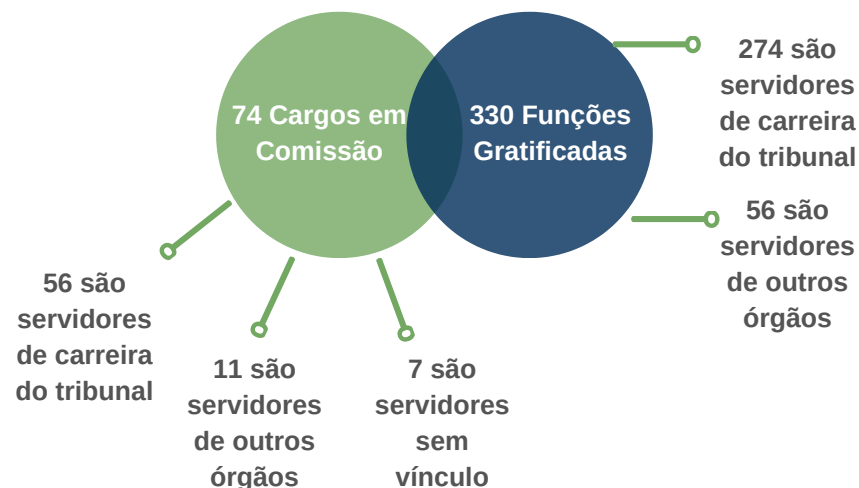 74 Cargos em
Comissão
330 Funções
Gratificadas
274 são
servidores
de carreira
do tribunal
56 são
servidores
de outros
órgãos
56 são
servidores
de carreira
do tribunal
11 são
servidores
de outros
órgãos
7 são
servidores
sem
vínculo